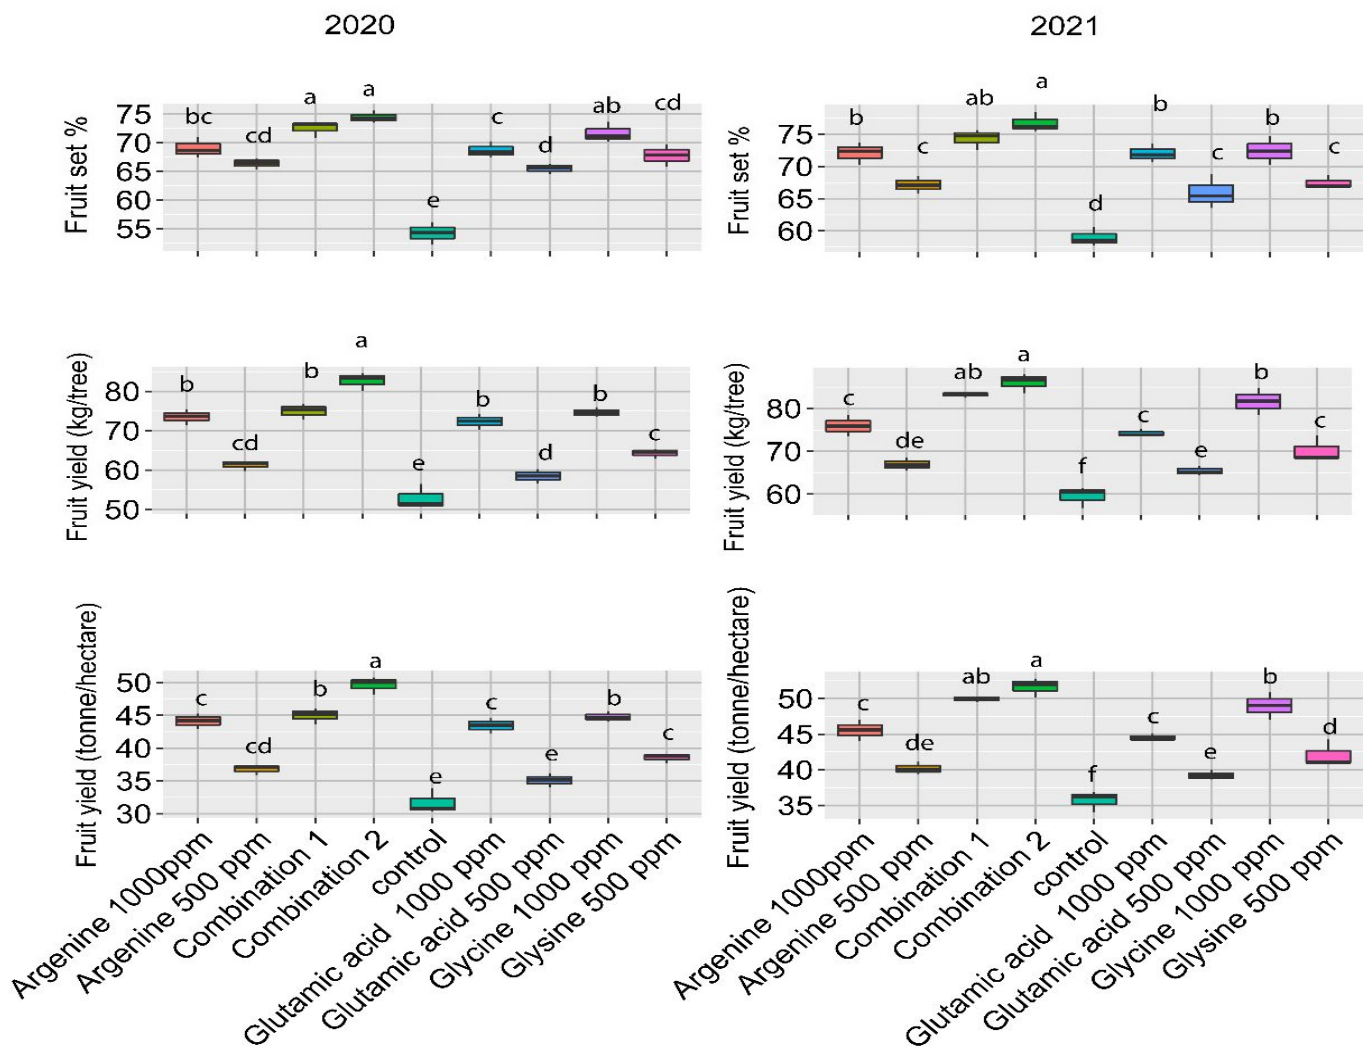 2020
2021
Fruit set %
75
70
65
60
55
bc
cd
a
a
e
c
d
ab
cd
Fruit set %
75
70
65
60
b
c
ab
a
d
b
c
b
c
Fruit yield (kg/tree)
80
70
60
50
b
cd
b
a
e
b
d
b
c
Fruit yield (kg/tree)
80
70
60
c
de
ab
a
f
c
e
b
c
Fruit yield (tonne/hectare)
50
45
40
35
30
c
cd
b
a
e
c
e
b
c
Fruit yield (tonne/hectare)
50
45
40
35
c
de
ab
a
f
c
e
b
d
Argenine 1000ppm
Argenine 500 ppm
Combination 1
Combination 2
control
Glutamic acid 1000 ppm
Glutamic acid 500 ppm
Glycine 1000 ppm
Glysine 500 ppm
Argenine 1000ppm
Argenine 500 ppm
Combination 1
Combination 2
control
Glutamic acid 1000 ppm
Glutamic acid 500 ppm
Glycine 1000 ppm
Glysine 500 ppm